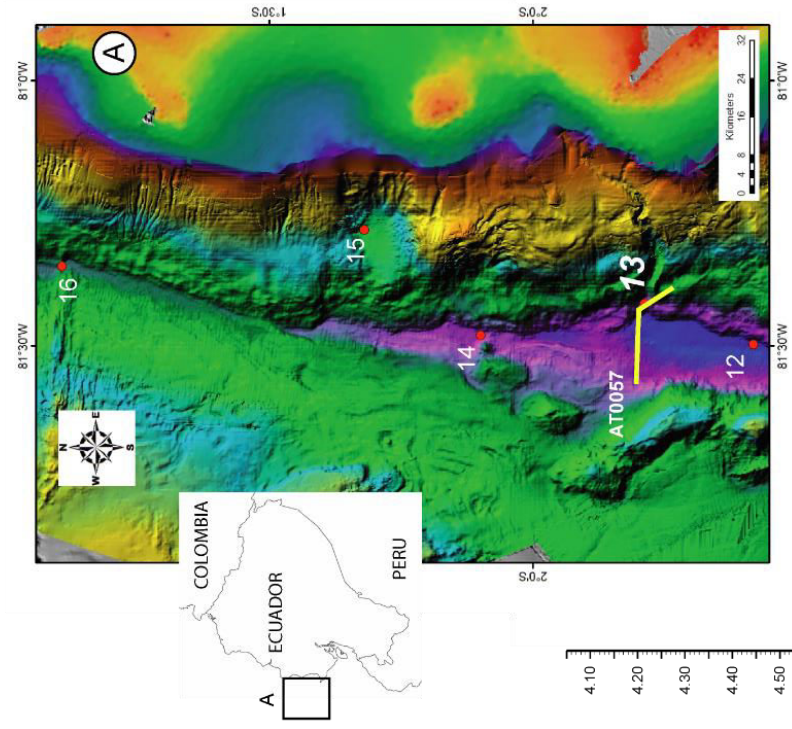 1°30'S
2°0'S
A
81°0'W
81°0'W
16
15
13
14
12
AT0057
81°30'W
81°30'W
N
W
E
S
Kilometers
0 4 8 16 24 32
2°0'S
COLOMBIA
ECUADOR
PERU
A
4.10
4.20
4.30
4.40
4.50